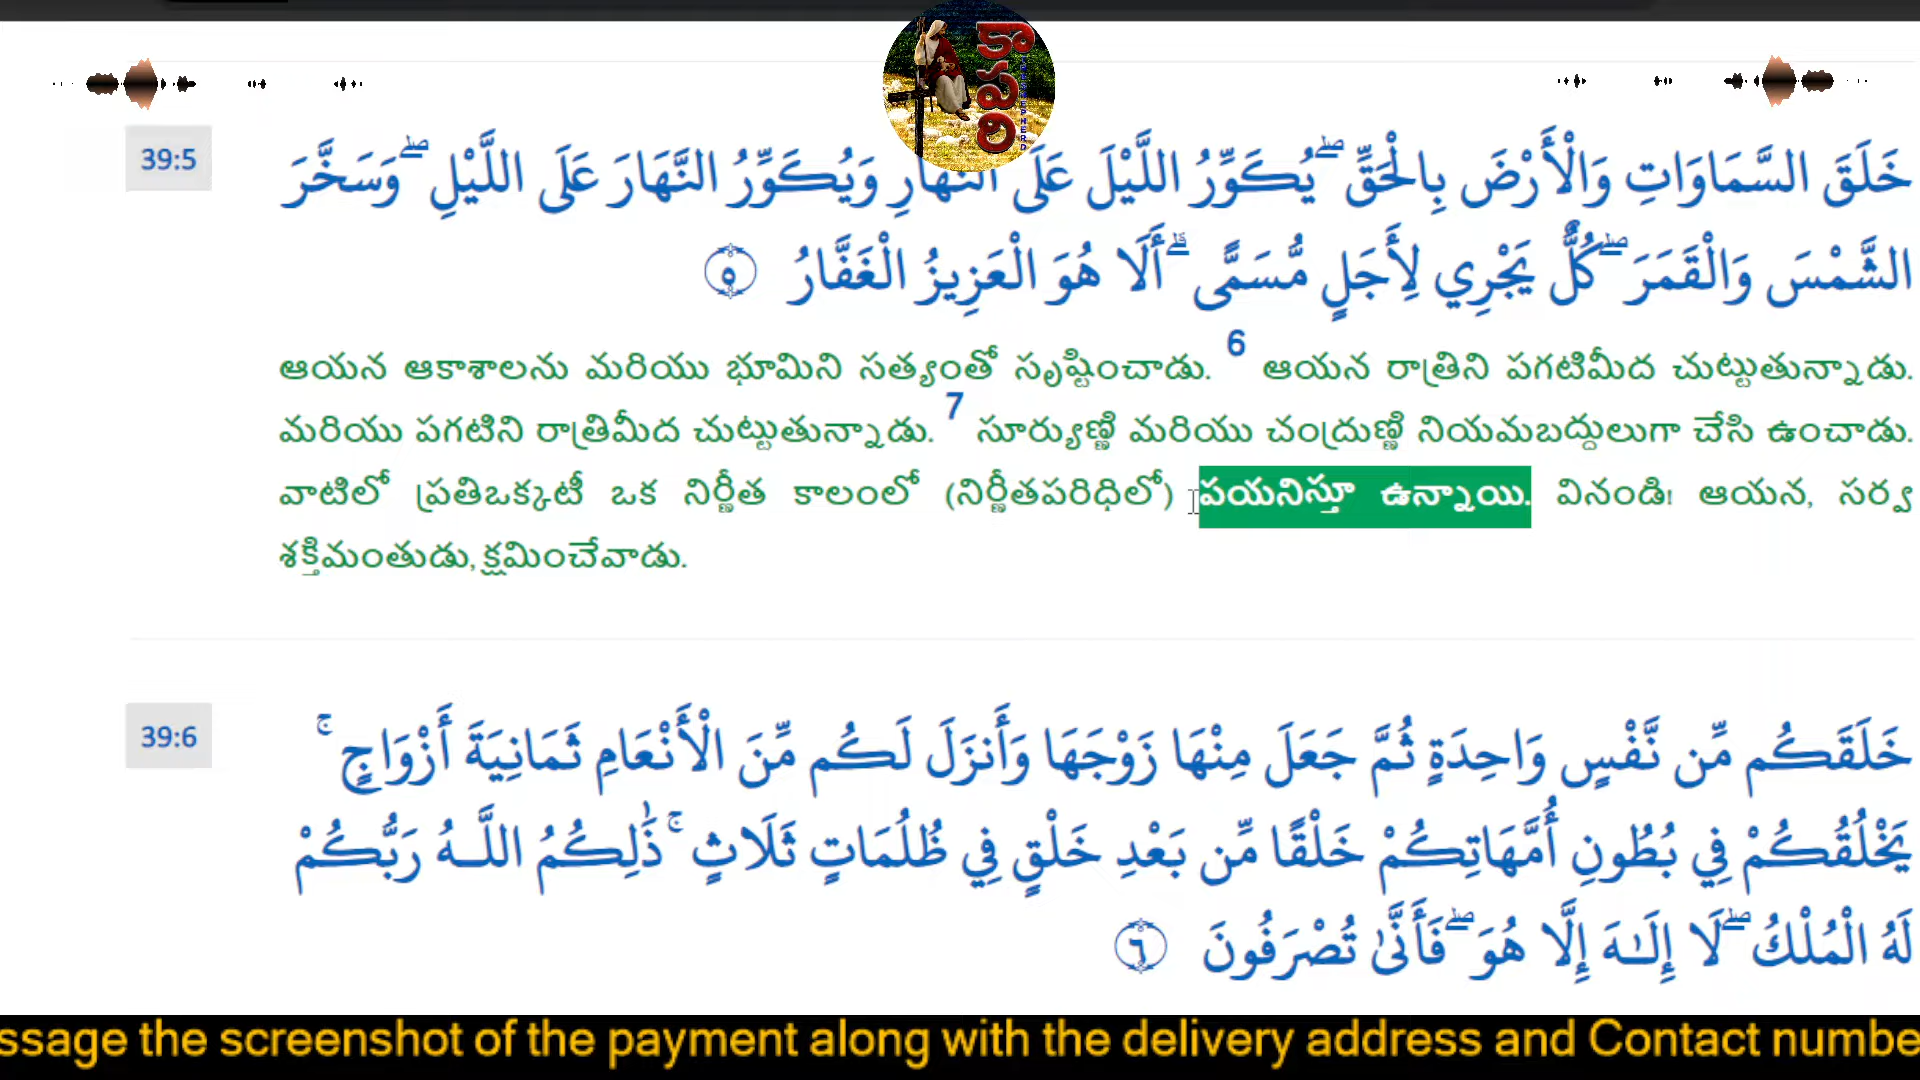 కాపరి
39:5
خَلَقَ السَّمَاوَاتِ وَالْأَرْضَ بِالْحَقِّ ۖ يُكَوِّرُ اللَّيْلَ عَلَى النَّهَارِ وَيُكَوِّرُ النَّهَارَ عَلَى اللَّيْلِ ۖ وَسَخَّرَ
الشَّمْسَ وَالْقَمَرَ ۖ كُلٌّ يَجْرِي لِأَجَلٍ مُّسَمًّى ۗ أَلَا هُوَ الْعَزِيزُ الْغَفَّارُ ﴿٥﴾
ఆయన ఆకాశాలను మరియు భూమిని సత్యంతో సృష్టించాడు. 6 ఆయన రాత్రిని పగటిమీద చుట్టుతున్నాడు.
మరియు పగటిని రాత్రిమీద చుట్టుతున్నాడు. 7 సూర్యుణ్ణి మరియు చంద్రుణ్ణి నియమబద్దులుగా చేసి ఉంచాడు.
వాటిలో ప్రతిఒక్కటీ ఒక నిర్ణీత కాలంలో (నిర్ణీతపరిధిలో) పయనిస్తూ ఉన్నాయి. వినండి! ఆయన, సర్వ
శక్తిమంతుడు, క్షమించేవాడు.
39:6
خَلَقَكُم مِّن نَّفْسٍ وَاحِدَةٍ ثُمَّ جَعَلَ مِنْهَا زَوْجَهَا وَأَنزَلَ لَكُم مِّنَ الْأَنْعَامِ ثَمَانِيَةَ أَزْوَاجٍ ۚ
يَخْلُقُكُمْ فِي بُطُونِ أُمَّهَاتِكُمْ خَلْقًا مِّن بَعْدِ خَلْقٍ فِي ظُلُمَاتٍ ثَلَاثٍ ۚ ذَٰلِكُمُ اللَّـهُ رَبُّكُمْ
لَهُ الْمُلْكُ ۖ لَا إِلَـٰهَ إِلَّا هُوَ ۖ فَأَنَّىٰ تُصْرَفُونَ ﴿٦﴾
ssage the screenshot of the payment along with the delivery address and Contact numbe